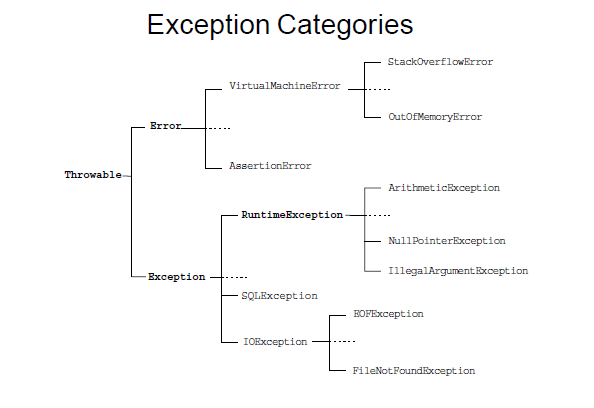 Exception Categories
StackOverflowError
VirtualMachineError
OutOfMemoryError
Error
AssertionError
Throwable
ArithmeticException
RuntimeException
NullPointerException
IllegalArgumentException
Exception
SQLException
EOFException
IOException
FileNotFoundException